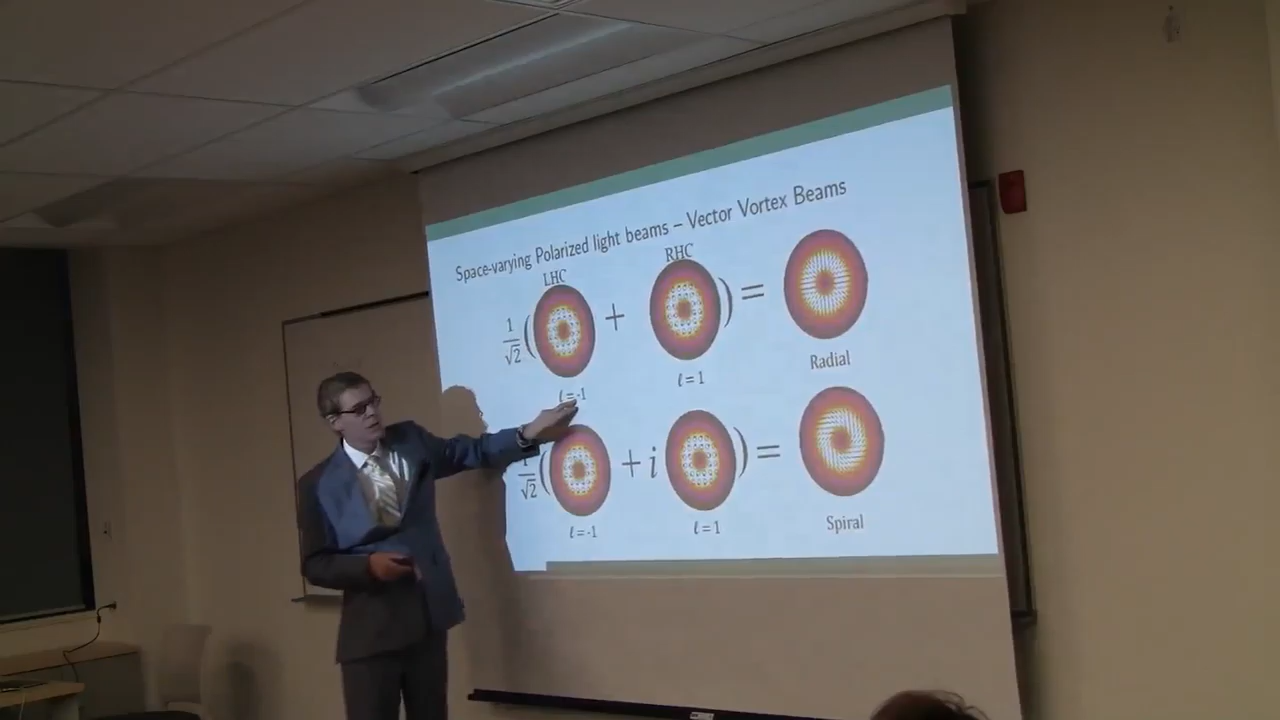 Space-varying Polarized light beams – Vector Vortex Beams
LHC
RHC
1/√2 ( + ) =
ℓ = -1
ℓ = 1
Radial
1/√2 ( + i ) =
ℓ = -1
ℓ = 1
Spiral